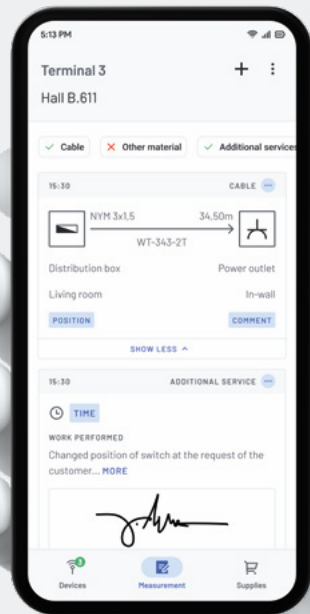 5:13 PM
Terminal 3
Hall B.611
Cable
Other material
Additional services
15:30
CABLE
NYM 3x1,5
34,50m
WT-343-2T
Distribution box
Power outlet
Living room
In-wall
POSITION
COMMENT
SHOW LESS
15:30
ADDITIONAL SERVICE
TIME
WORK PERFORMED
Changed position of switch at the request of the
customer... MORE
3
Devices
Measurement
Supplies